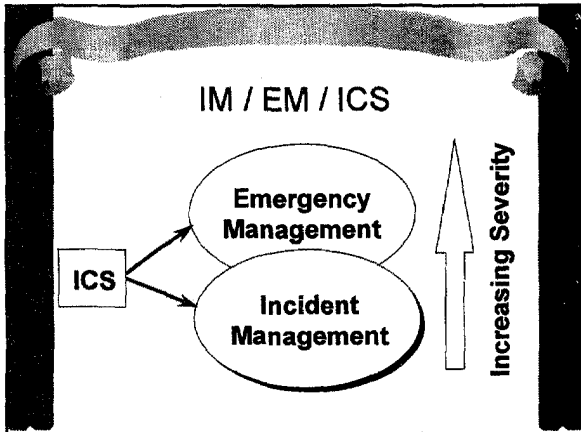 IM / EM / ICS
Emergency
Management
ICS
Incident
Management
Increasing Severity